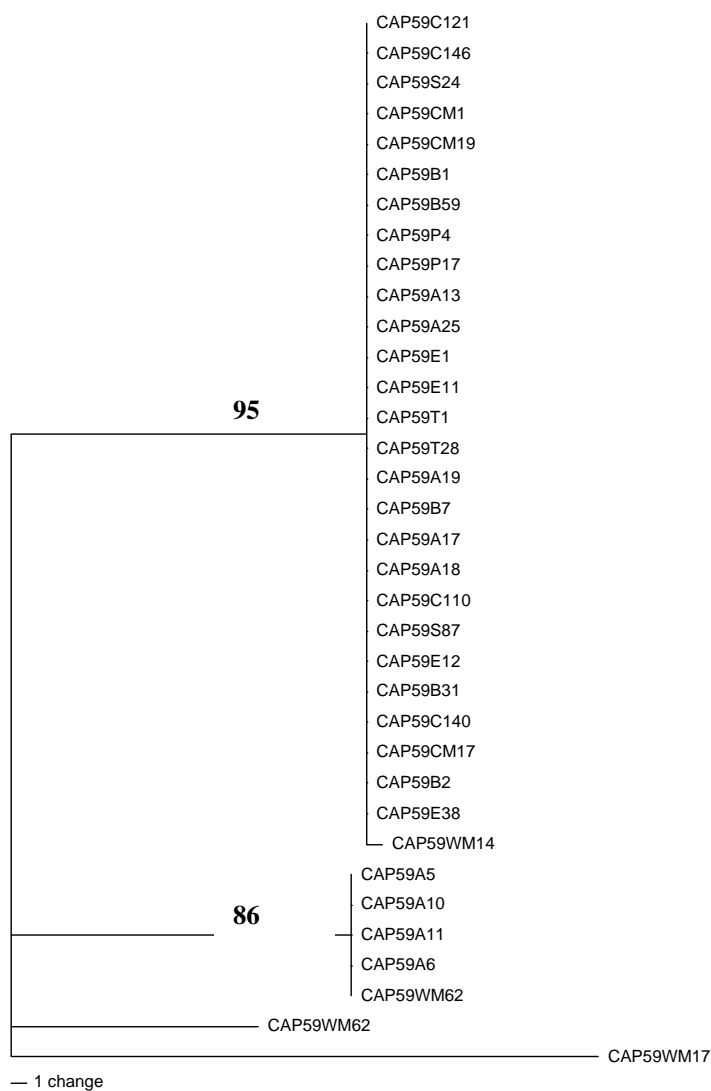 CAP59C121
CAP59C146
CAP59S24
CAP59CM1
CAP59CM19
CAP59B1
CAP59B59
CAP59P4
CAP59P17
CAP59A13
CAP59A25
CAP59E1
CAP59E11
95
CAP59T1
CAP59T28
CAP59A19
CAP59B7
CAP59A17
CAP59A18
CAP59C110
CAP59S87
CAP59E12
CAP59B31
CAP59C140
CAP59CM17
CAP59B2
CAP59E38
CAP59WM14
CAP59A5
CAP59A10
86
CAP59A11
CAP59A6
CAP59WM62
CAP59WM62
CAP59WM17
1 change